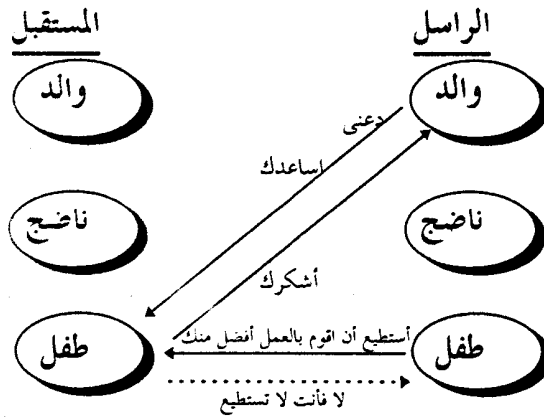 الراسل
المستقبل
والد
والد
دعنى
اساعدك
ناضج
ناضج
أشكرك
أستطيع أن اقوم بالعمل أفضل منك
طفل
طفل
لا فأنت لا تستطيع